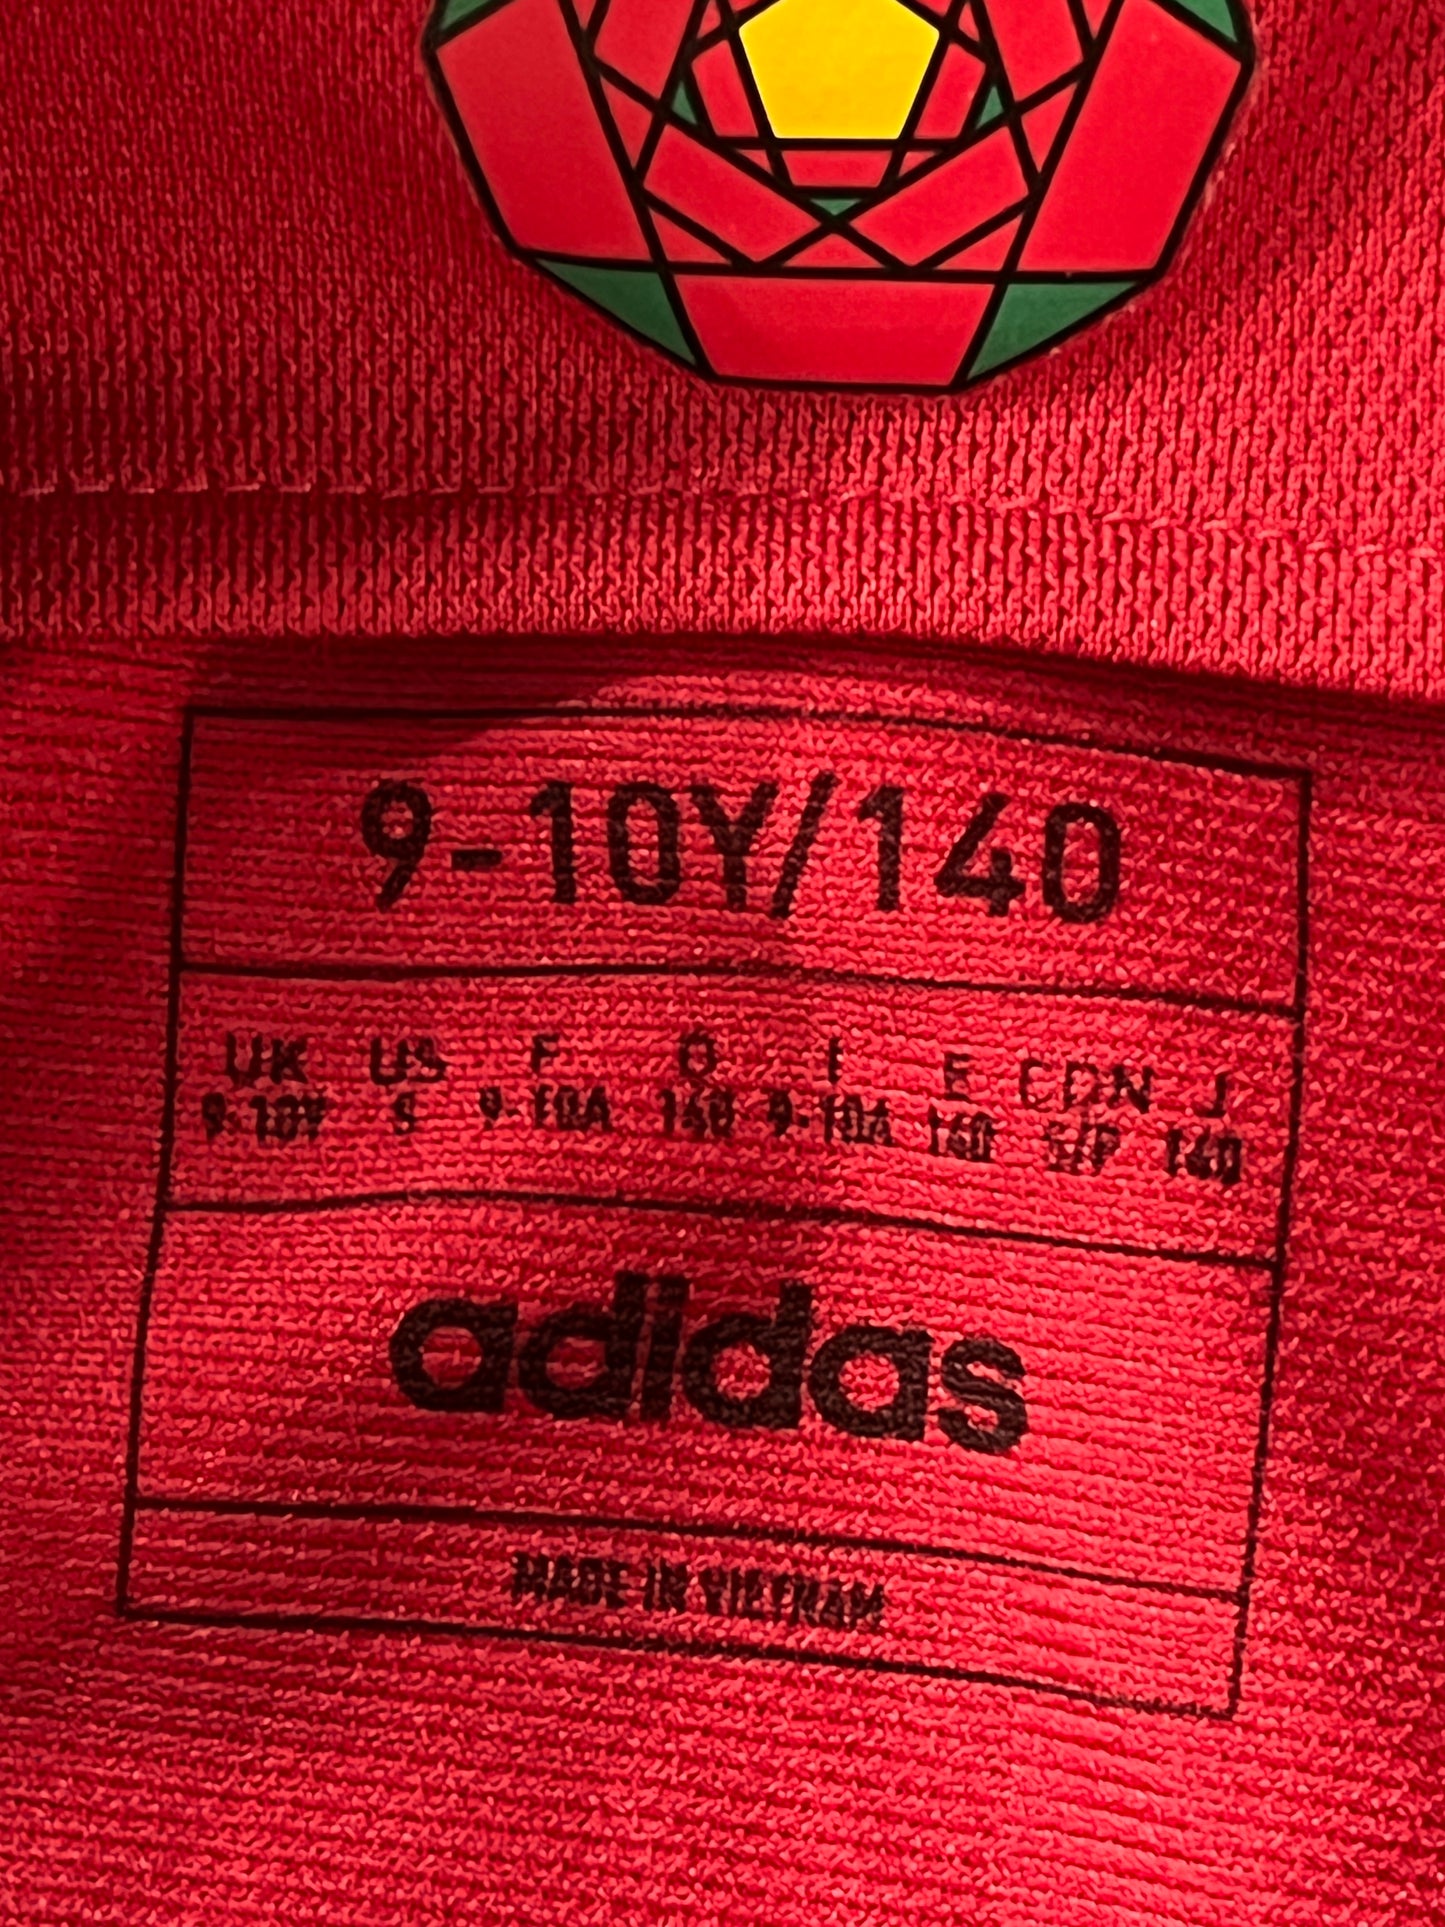 9-10Y/140
UK US F D I E CDN J
9-10Y S 9-10A 140 9-10A 140 S/P 140
adidas
MADE IN VIETNAM